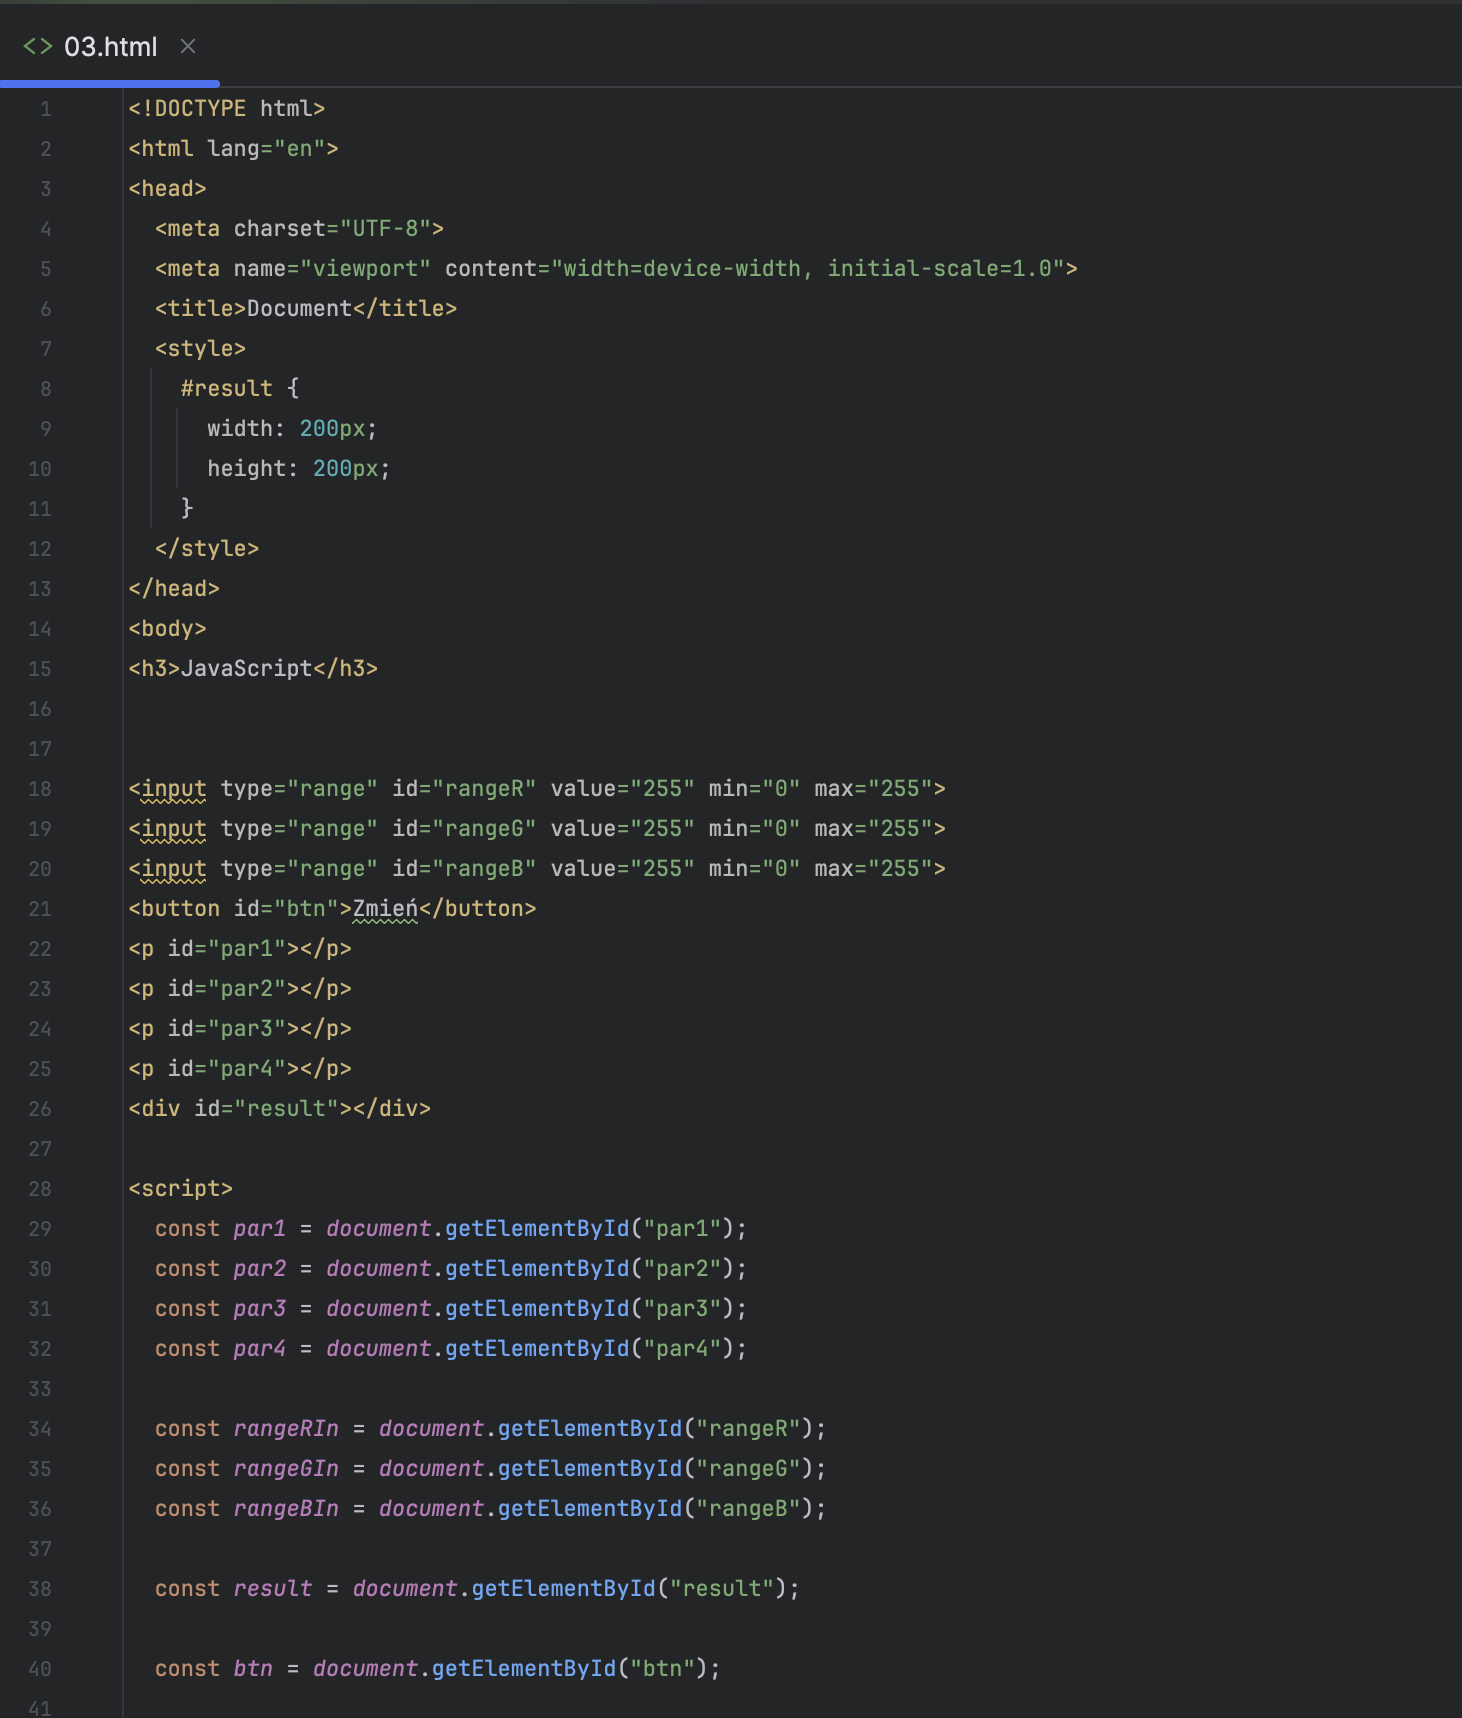 <> 03.html ×
1 <!DOCTYPE html>
2 <html lang="en">
3 <head>
4   <meta charset="UTF-8">
5   <meta name="viewport" content="width=device-width, initial-scale=1.0">
6   <title>Document</title>
7   <style>
8     #result {
9       width: 200px;
10       height: 200px;
11     }
12   </style>
13 </head>
14 <body>
15 <h3>JavaScript</h3>
16
17
18 <input type="range" id="rangeR" value="255" min="0" max="255">
19 <input type="range" id="rangeG" value="255" min="0" max="255">
20 <input type="range" id="rangeB" value="255" min="0" max="255">
21 <button id="btn">Zmień</button>
22 <p id="par1"></p>
23 <p id="par2"></p>
24 <p id="par3"></p>
25 <p id="par4"></p>
26 <div id="result"></div>
27
28 <script>
29   const par1 = document.getElementById("par1");
30   const par2 = document.getElementById("par2");
31   const par3 = document.getElementById("par3");
32   const par4 = document.getElementById("par4");
33
34   const rangeRIn = document.getElementById("rangeR");
35   const rangeGIn = document.getElementById("rangeG");
36   const rangeBIn = document.getElementById("rangeB");
37
38   const result = document.getElementById("result");
39
40   const btn = document.getElementById("btn");
41